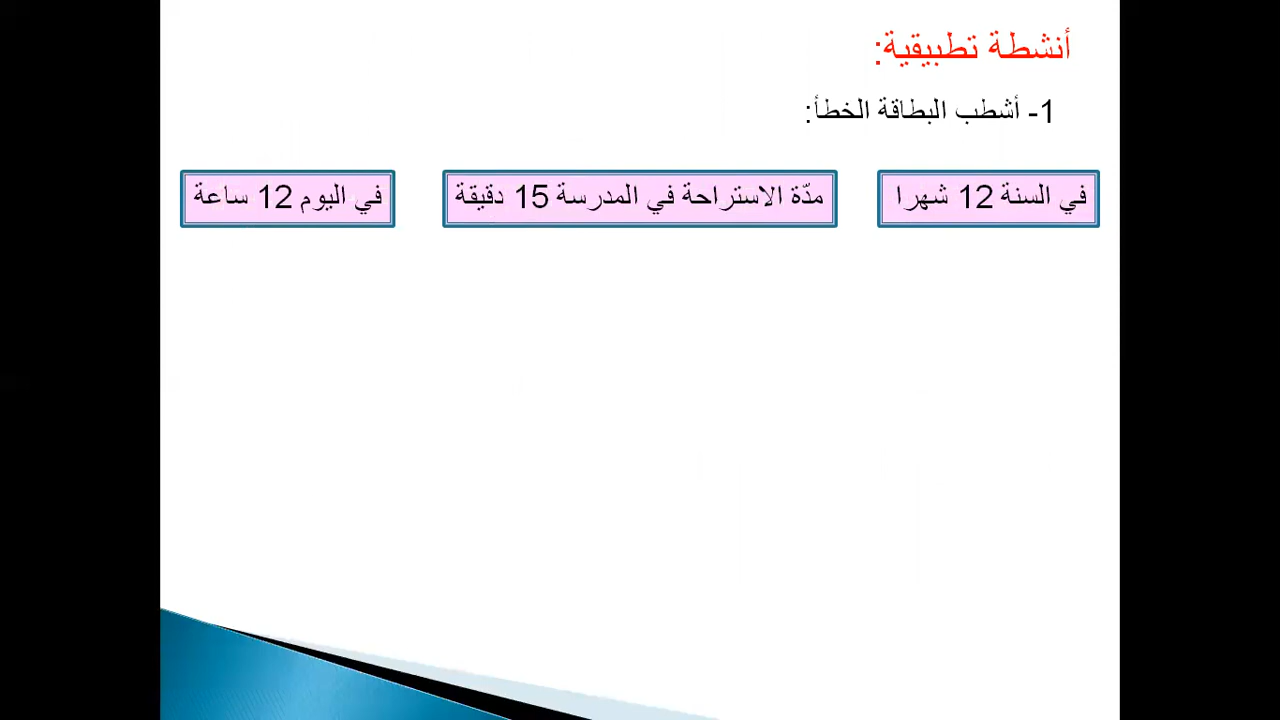 أنشطة تطبيقية:
1- أشطب البطاقة الخطأ:
في السنة 12 شهرا
مدّة الاستراحة في المدرسة 15 دقيقة
في اليوم 12 ساعة